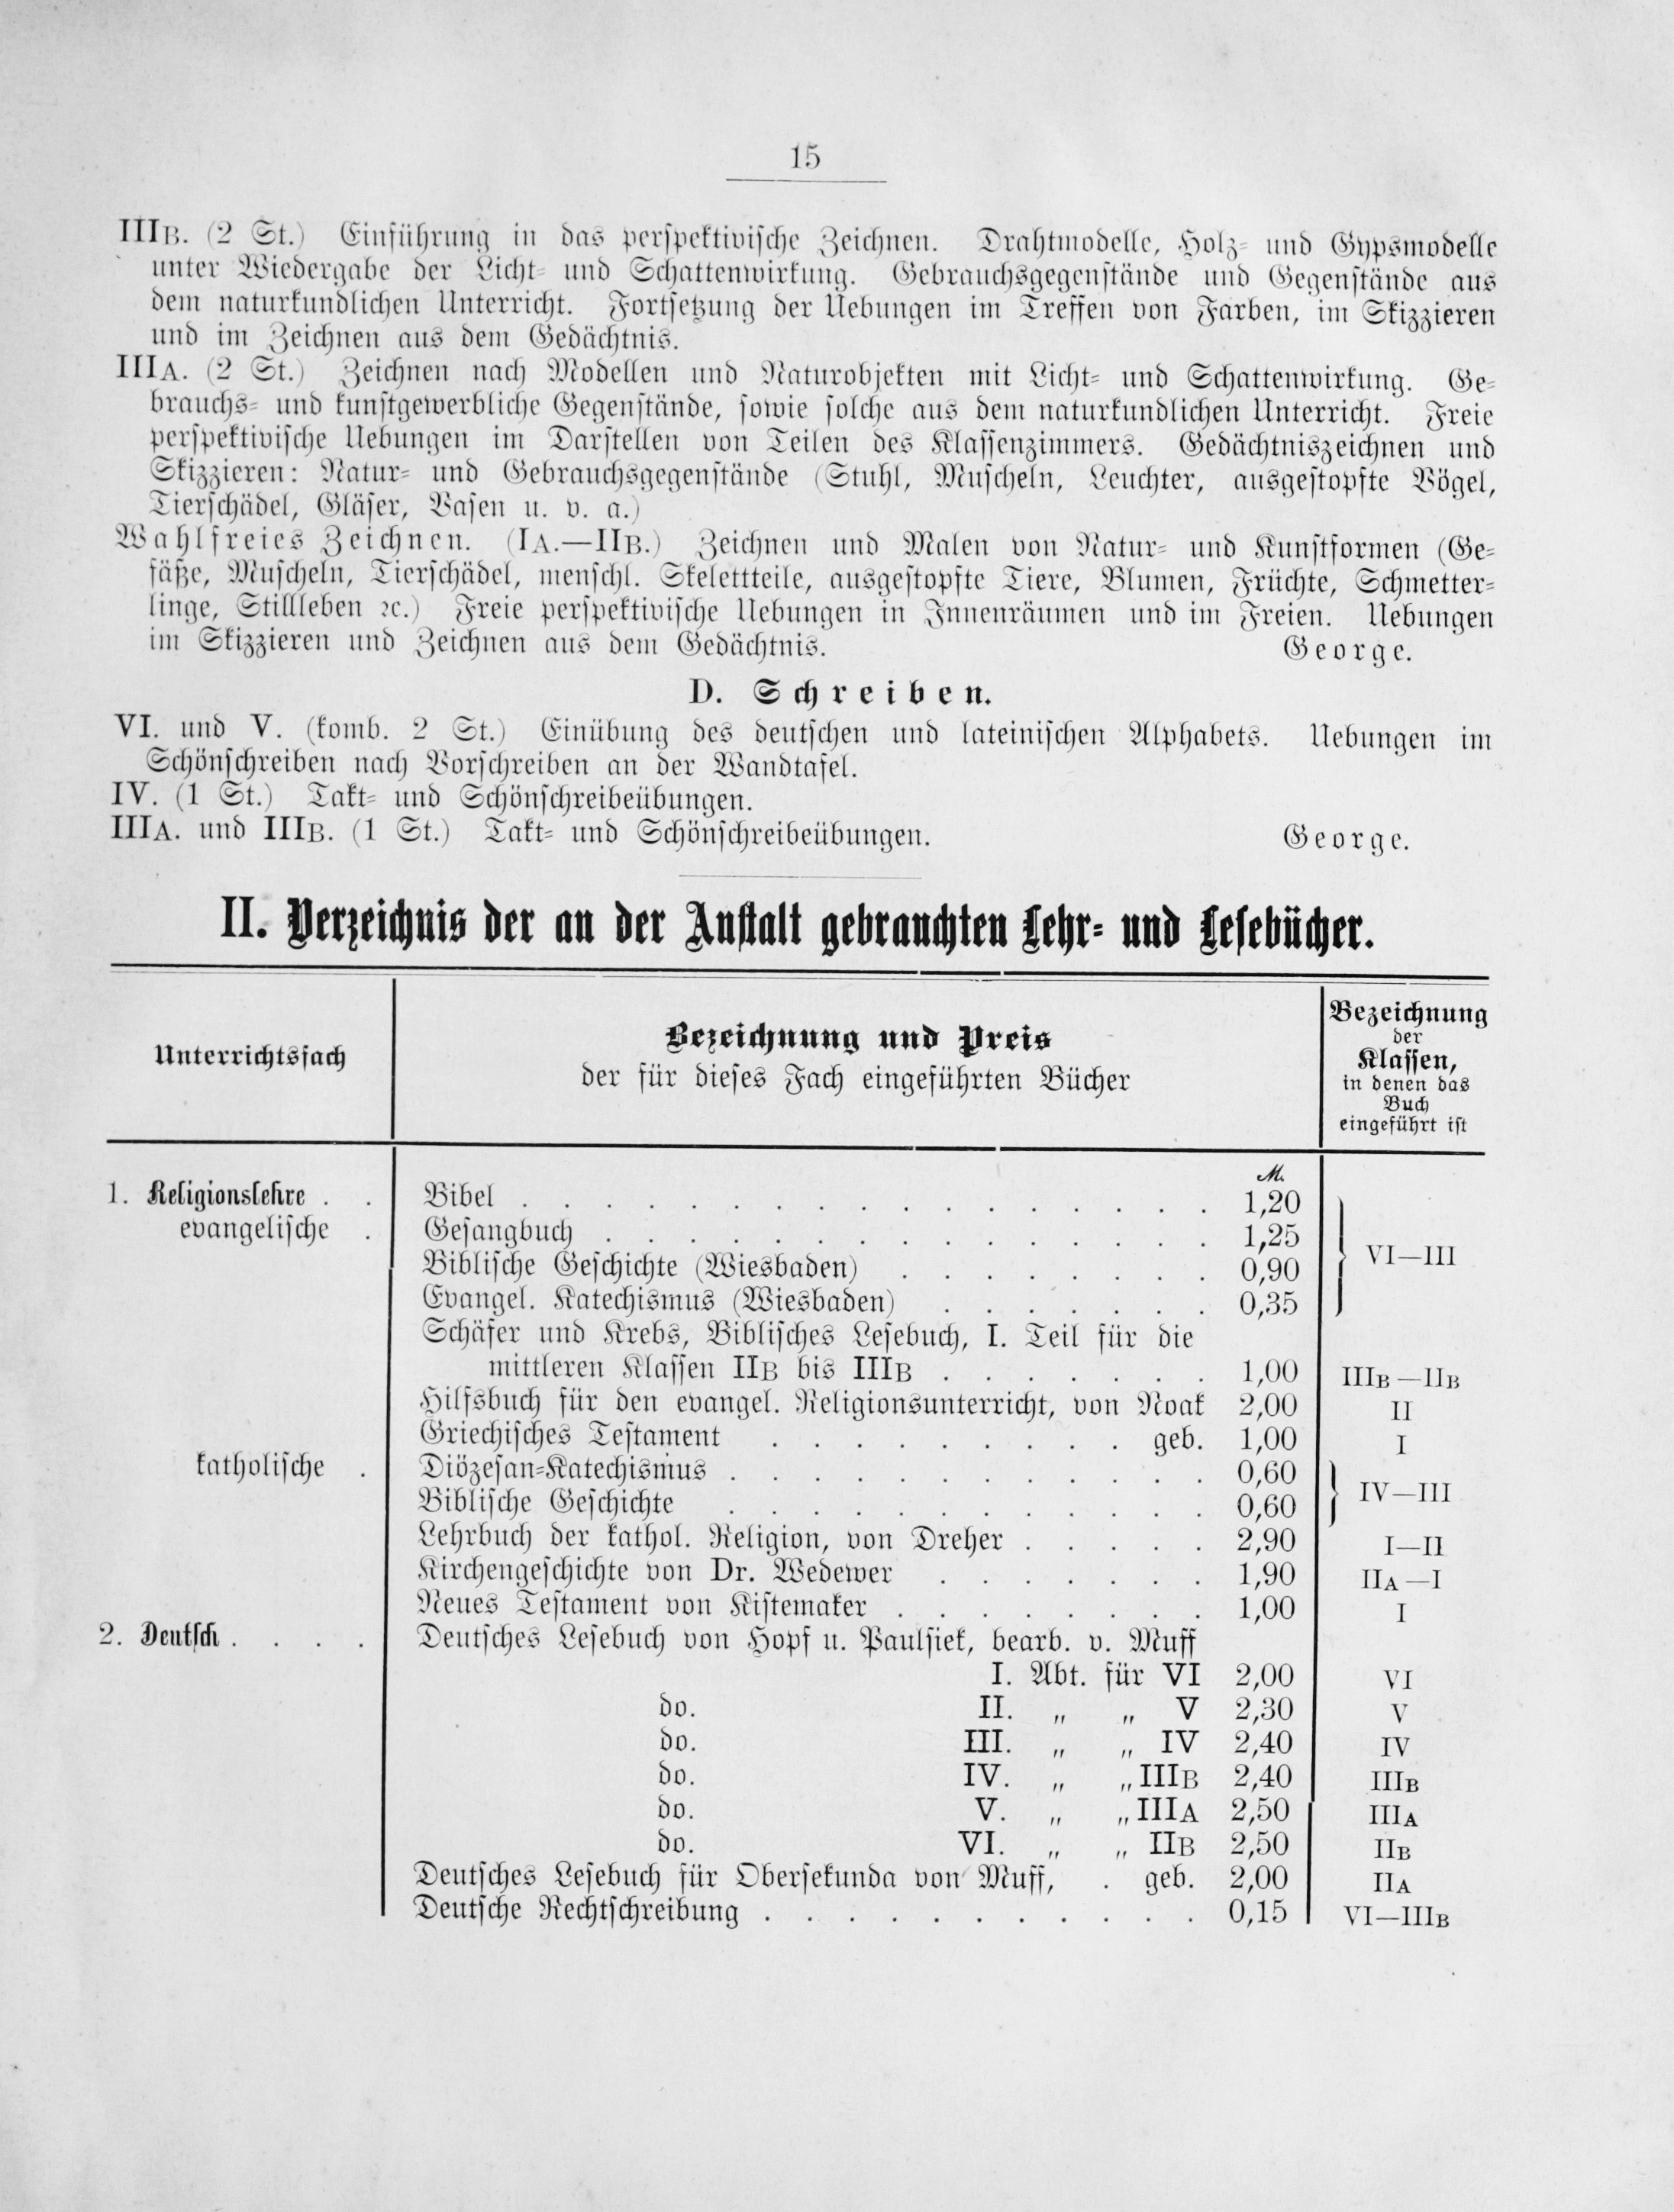 15
IIIB. (2 St.) Einführung in das perspektivische Zeichnen. Drahtmodelle, Holz- und Gypsmodelle
unter Wiedergabe der Licht- und Schattenwirkung. Gebrauchsgegenstände und Gegenstände aus
dem naturkundlichen Unterricht. Fortsetzung der Uebungen im Treffen von Farben, im Skizzieren
und im Zeichnen aus dem Gedächtnis.
IIIA. (2 St.) Zeichnen nach Modellen und Naturobjekten mit Licht- und Schattenwirkung. Ge-
brauchs- und kunstgewerbliche Gegenstände, sowie solche aus dem naturkundlichen Unterricht. Freie
perspektivische Uebungen im Darstellen von Teilen des Klassenzimmers. Gedächtniszeichnen und
Skizzieren: Natur- und Gebrauchsgegenstände (Stuhl, Muscheln, Leuchter, ausgestopfte Vögel,
Tierschädel, Gläser, Vasen u. v. a.)
Wahlfreies Zeichnen. (IA.—IIB.) Zeichnen und Malen von Natur- und Kunstformen (Ge-
fäße, Muscheln, Tierschädel, menschl. Skelettteile, ausgestopfte Tiere, Blumen, Früchte, Schmetter-
linge, Stillleben ꝛc.) Freie perspektivische Uebungen in Innenräumen und im Freien. Uebungen
im Skizzieren und Zeichnen aus dem Gedächtnis. George.
D. Schreiben.
VI. und V. (komb. 2 St.) Einübung des deutschen und lateinischen Alphabets. Uebungen im
Schönschreiben nach Vorschreiben an der Wandtafel.
IV. (1 St.) Takt- und Schönschreibeübungen.
IIIA. und IIIB. (1 St.) Takt- und Schönschreibeübungen. George.
II. Verzeichnis der an der Anstalt gebrauchten Lehr- und Lesebücher.
Unterrichtsfach
Bezeichnung und Preis
der für dieses Fach eingeführten Bücher
Bezeichnung
der
Klassen,
in denen das
Buch
eingeführt ist
M.
1. Religionslehre . . Bibel . . . . . . . . . . . . . . . . . 1,20
evangelische . Gesangbuch . . . . . . . . . . . . . . . 1,25
VI—III
Biblische Geschichte (Wiesbaden) . . . . . . . . 0,90
Evangel. Katechismus (Wiesbaden) . . . . . . . 0,35
Schäfer und Krebs, Biblisches Lesebuch, I. Teil für die
mittleren Klassen IIB bis IIIB . . . . . . . 1,00 IIIB—IIB
Hilfsbuch für den evangel. Religionsunterricht, von Noak 2,00 II
Griechisches Testament . . . . . . . . . geb. 1,00 I
katholische . Diözesan-Katechismus . . . . . . . . . . . . 0,60
IV—III
Biblische Geschichte . . . . . . . . . . . . 0,60
Lehrbuch der kathol. Religion, von Dreher . . . . . 2,90 I—II
Kirchengeschichte von Dr. Wedewer . . . . . . . 1,90 IIA—I
Neues Testament von Kistemaker . . . . . . . . 1,00 I
2. Deutsch . . . . Deutsches Lesebuch von Hopf u. Paulsiek, bearb. v. Muff
I. Abt. für VI 2,00 VI
do. II. „ „ V 2,30 V
do. III. „ „ IV 2,40 IV
do. IV. „ „ IIIB 2,40 IIIB
do. V. „ „ IIIA 2,50 IIIA
do. VI. „ „ IIB 2,50 IIB
Deutsches Lesebuch für Obersekunda von Muff, . geb. 2,00 IIA
Deutsche Rechtschreibung . . . . . . . . . . . 0,15 VI—IIIB